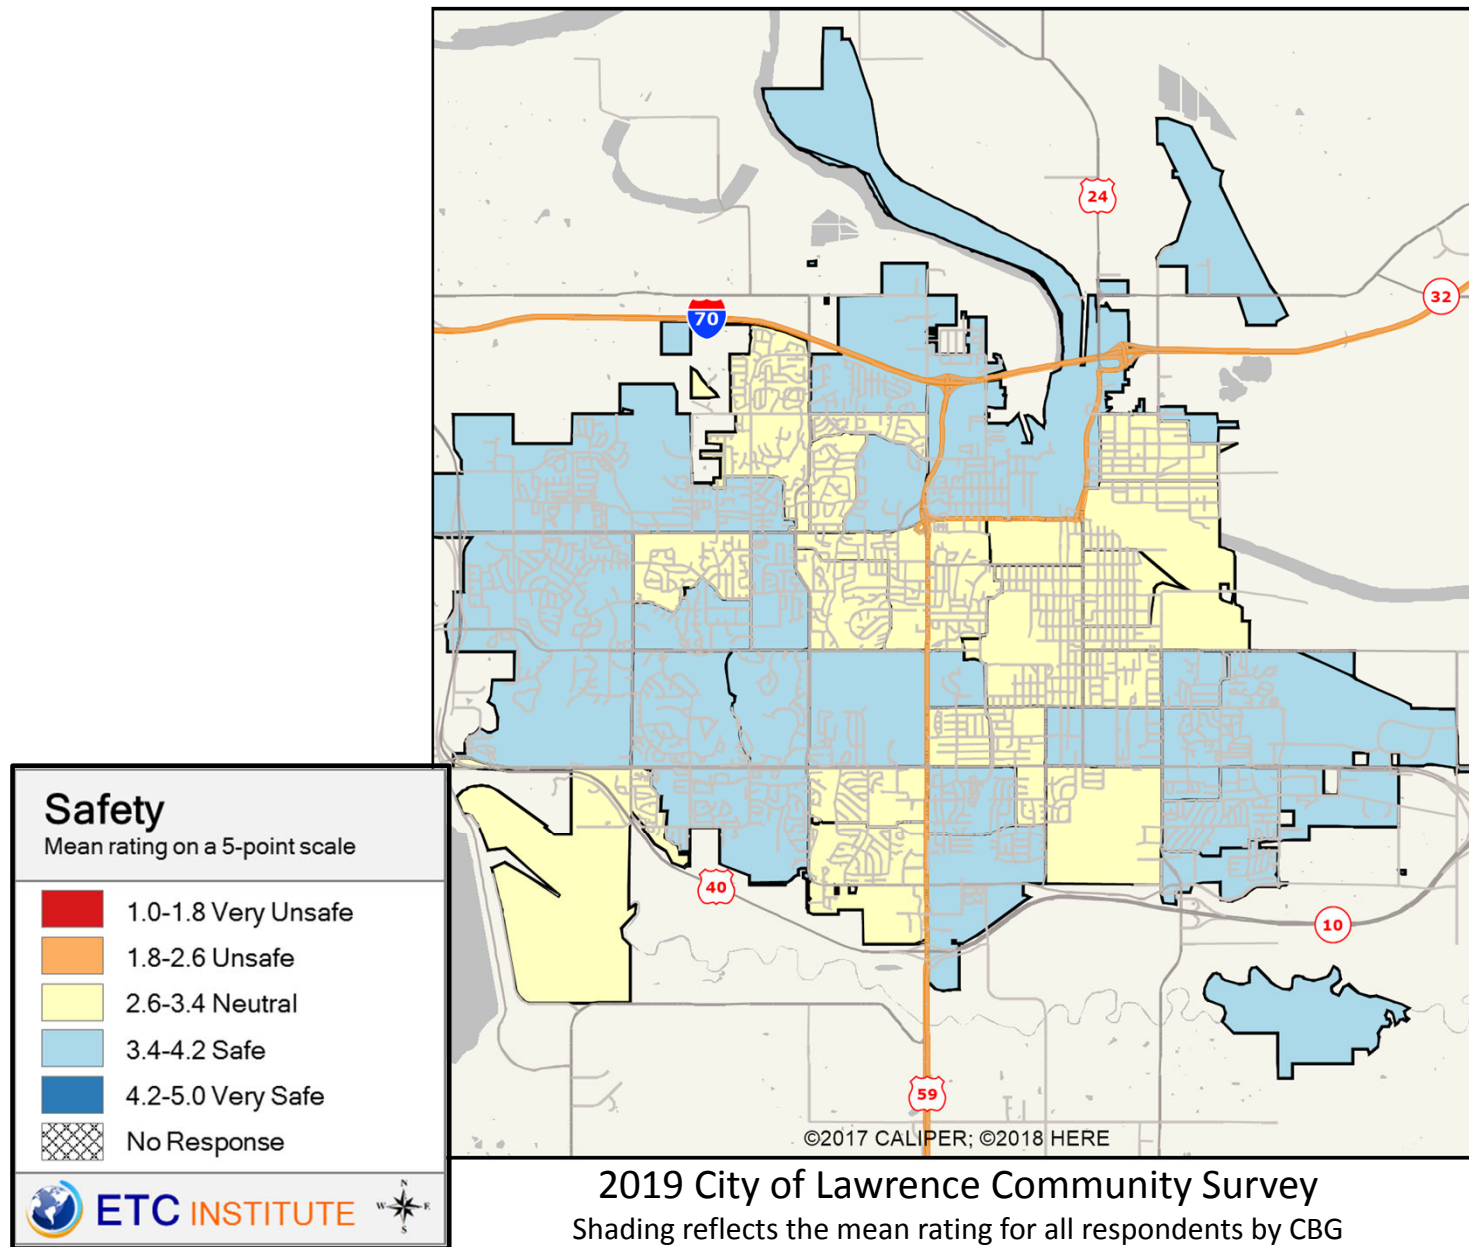 24
32
70
40
10
59
©2017 CALIPER; ©2018 HERE
Safety
Mean rating on a 5-point scale
1.0-1.8 Very Unsafe
1.8-2.6 Unsafe
2.6-3.4 Neutral
3.4-4.2 Safe
4.2-5.0 Very Safe
No Response
ETC INSTITUTE
N
W E
S
2019 City of Lawrence Community Survey
Shading reflects the mean rating for all respondents by CBG